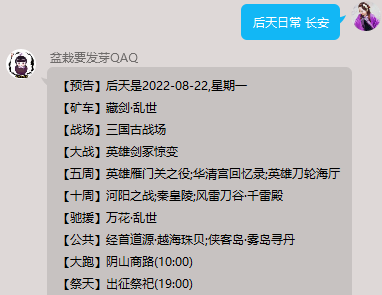 后天日常 长安
盆栽要发芽QAQ
【预告】后天是2022-08-22,星期一
【矿车】藏剑·乱世
【战场】三国古战场
【大战】英雄剑冢惊变
【五周】英雄雁门关之役;华清宫回忆录;英雄刀轮海厅
【十周】河阳之战;秦皇陵;风雷刀谷·千雷殿
【驰援】万花·乱世
【公共】经首道源·越海珠贝;侠客岛·雾岛寻丹
【大跑】阴山商路(10:00)
【祭天】出征祭祀(19:00)